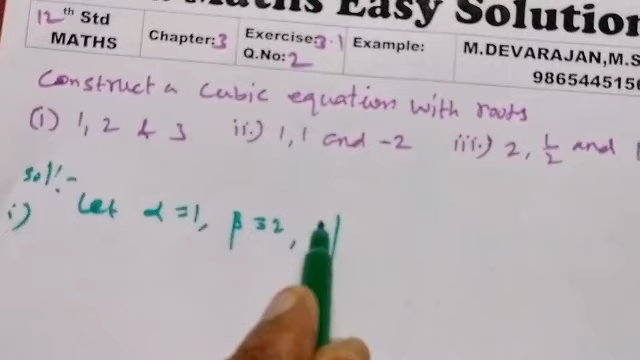 Maths Easy Solution
12th Std
MATHS
Chapter:3
Exercise:3.1
Q.No:2
Example:
M.DEVARAJAN,M.S
9865445156
Construct a cubic equation with roots
(i) 1, 2 & 3 ii.) 1, 1 and -2 iii.) 2, 1/2 and
Sol:-
i) Let α = 1, β = 2,